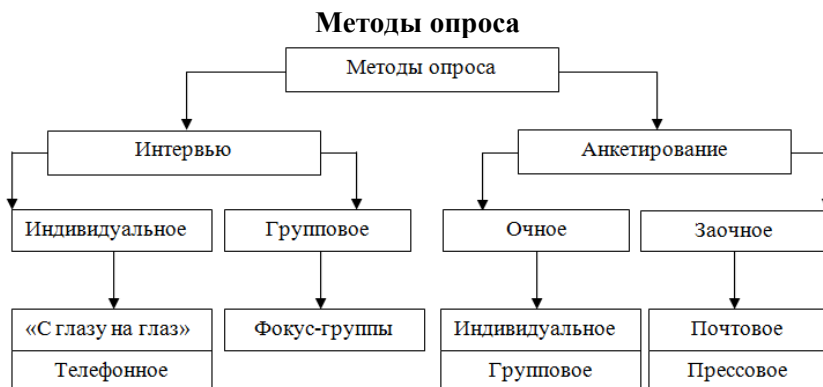 Методы опроса
Методы опроса
Интервью
Анкетирование
Индивидуальное
Групповое
Очное
Заочное
«С глазу на глаз»
Фокус-группы
Индивидуальное
Почтовое
Телефонное
Групповое
Прессовое